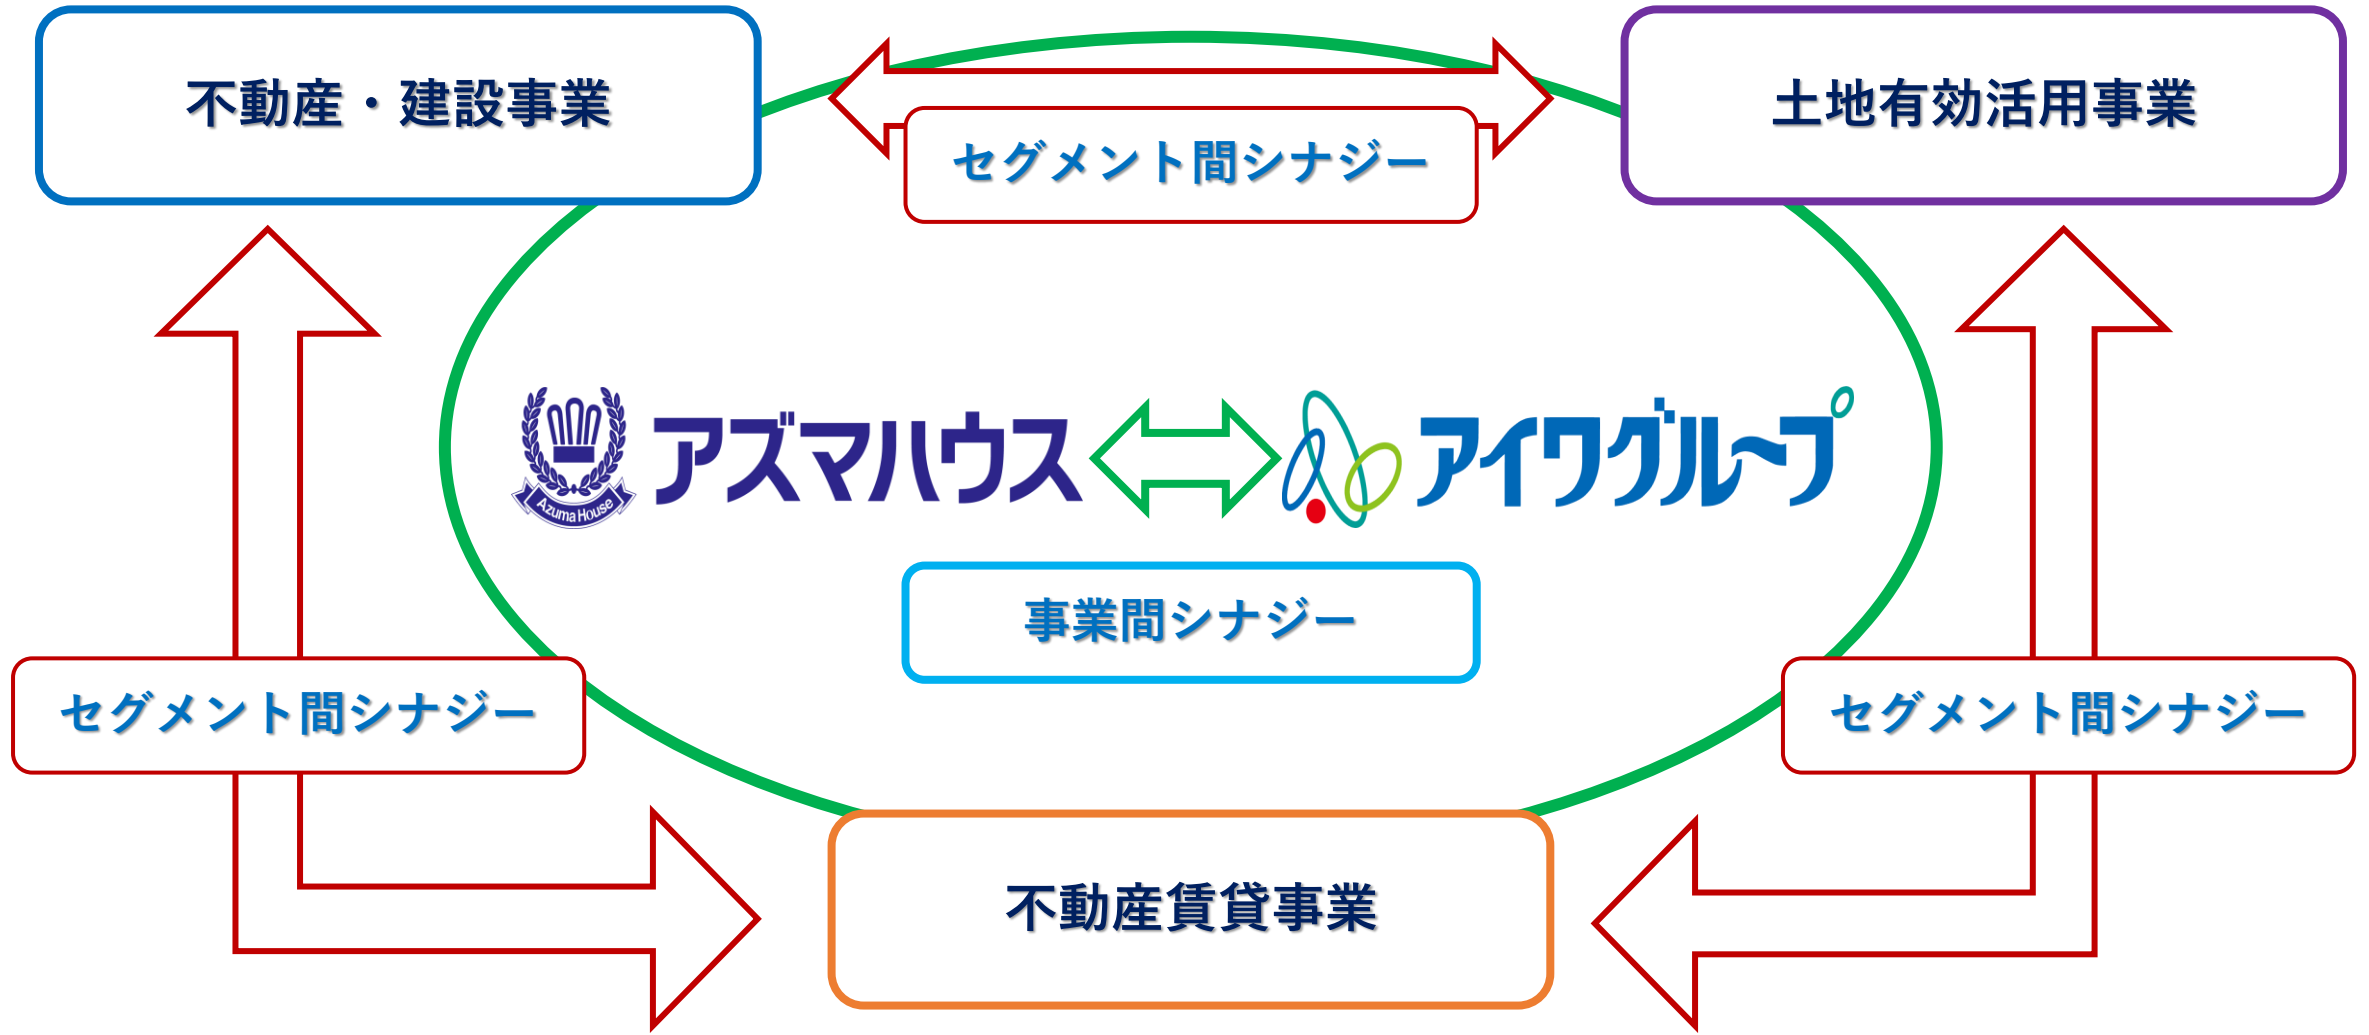 不動産・建設事業
土地有効活用事業
セグメント間シナジー
アズマハウス
Azuma House
アイワグループ
事業間シナジー
セグメント間シナジー
セグメント間シナジー
不動産賃貸事業